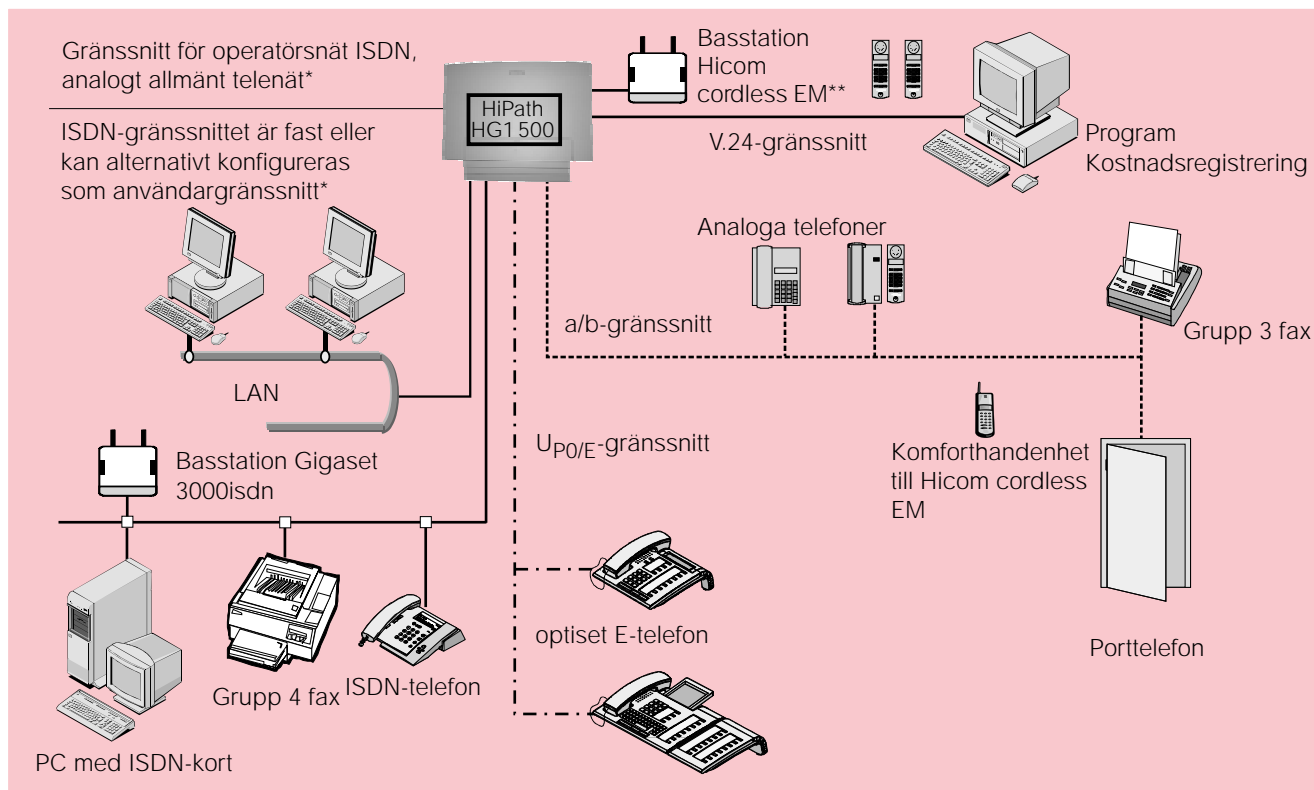 Gränssnitt för operatörsnät ISDN,
analogt allmänt telenät*
ISDN-gränssnittet är fast eller
kan alternativt konfigureras
som användargränssnitt*
HiPath
HG1500
Basstation
Hicom
cordless EM**
V.24-gränssnitt
Program
Kostnadsregistrering
Analoga telefoner
a/b-gränssnitt
Grupp 3 fax
LAN
UP0/E-gränssnitt
Komforthandenhet
till Hicom cordless
EM
Basstation Gigaset
3000isdn
optiset E-telefon
Porttelefon
Grupp 4 fax
ISDN-telefon
PC med ISDN-kort